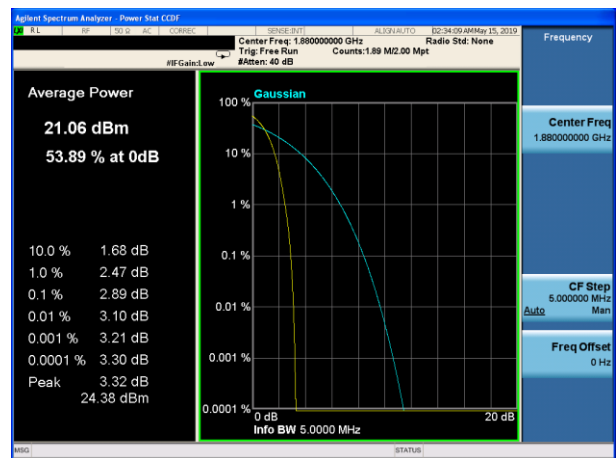 Agilent Spectrum Analyzer - Power Stat CCDF
RL RF 50 Ω AC CORREC SENSE:INT ALIGNAUTO 02:34:09 AM May 15, 2019
Center Freq: 1.880000000 GHz Radio Std: None
Trig: Free Run Counts:1.89 M/2.00 Mpt
#IFGain:Low #Atten: 40 dB
Frequency
Average Power
21.06 dBm
53.89 % at 0dB
10.0 % 1.68 dB
1.0 % 2.47 dB
0.1 % 2.89 dB
0.01 % 3.10 dB
0.001 % 3.21 dB
0.0001 % 3.30 dB
Peak 3.32 dB
24.38 dBm
Gaussian
100 %
10 %
1 %
0.1 %
0.01 %
0.001 %
0.0001 %
0 dB 20 dB
Info BW 5.0000 MHz
Center Freq
1.880000000 GHz
CF Step
5.000000 MHz
Auto Man
Freq Offset
0 Hz
MSG STATUS